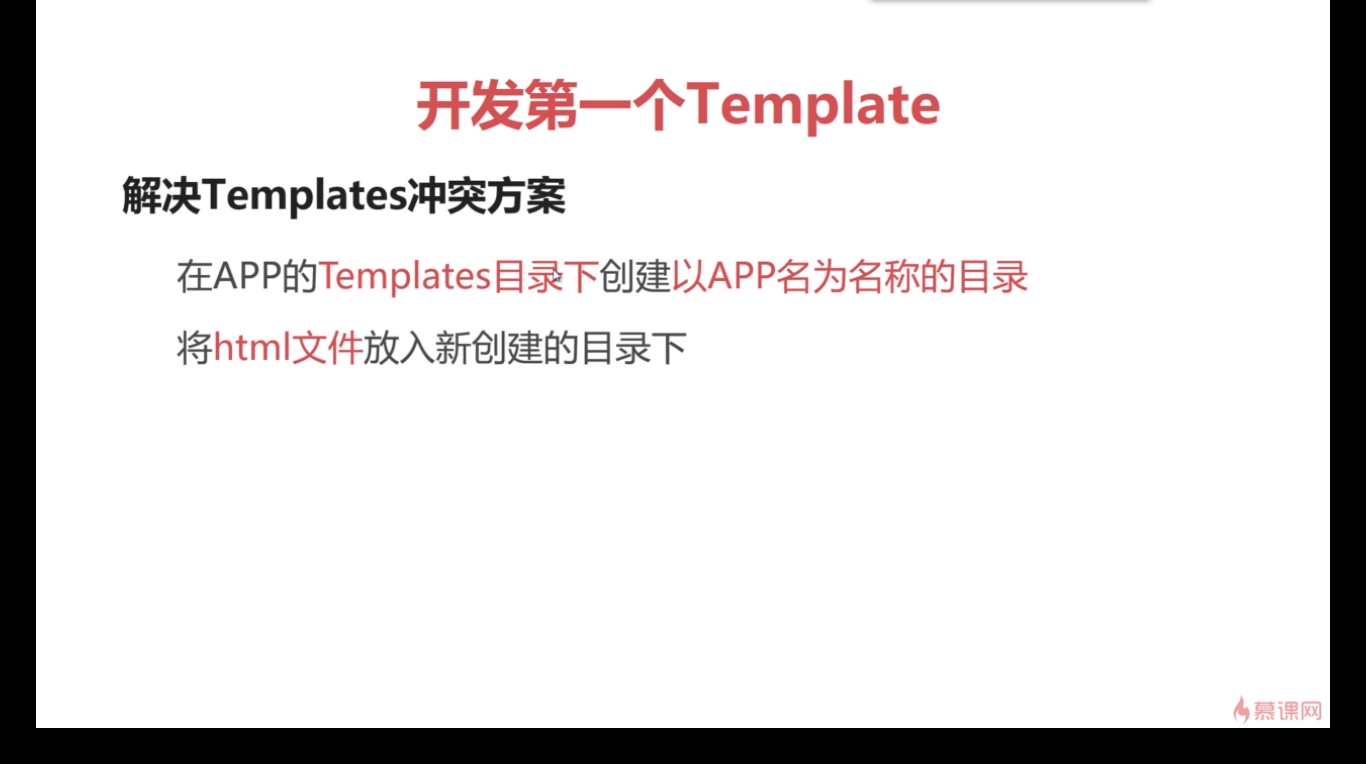 开发第一个Template
解决Templates冲突方案
在APP的Templates目录下创建以APP名为名称的目录
将html文件放入新创建的目录下
慕课网